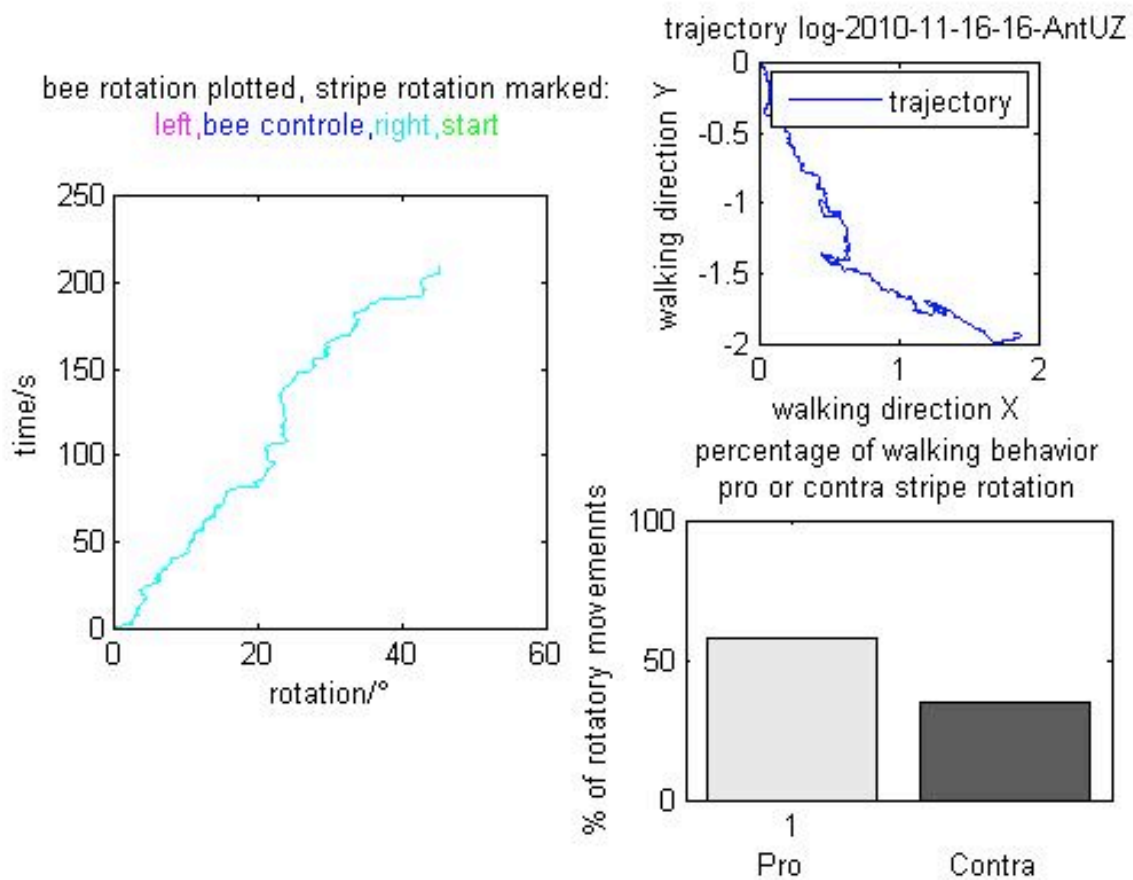 bee rotation plotted, stripe rotation marked:
left,bee controle,right,start
250
200
150
100
50
0
time/s
0 20 40 60
rotation/°
trajectory log-2010-11-16-16-AntUZ
trajectory
0
-0.5
-1
-1.5
-2
walking direction Y
0 1 2
walking direction X
percentage of walking behavior
pro or contra stripe rotation
100
50
0
% of rotatory movemennts
1
Pro Contra